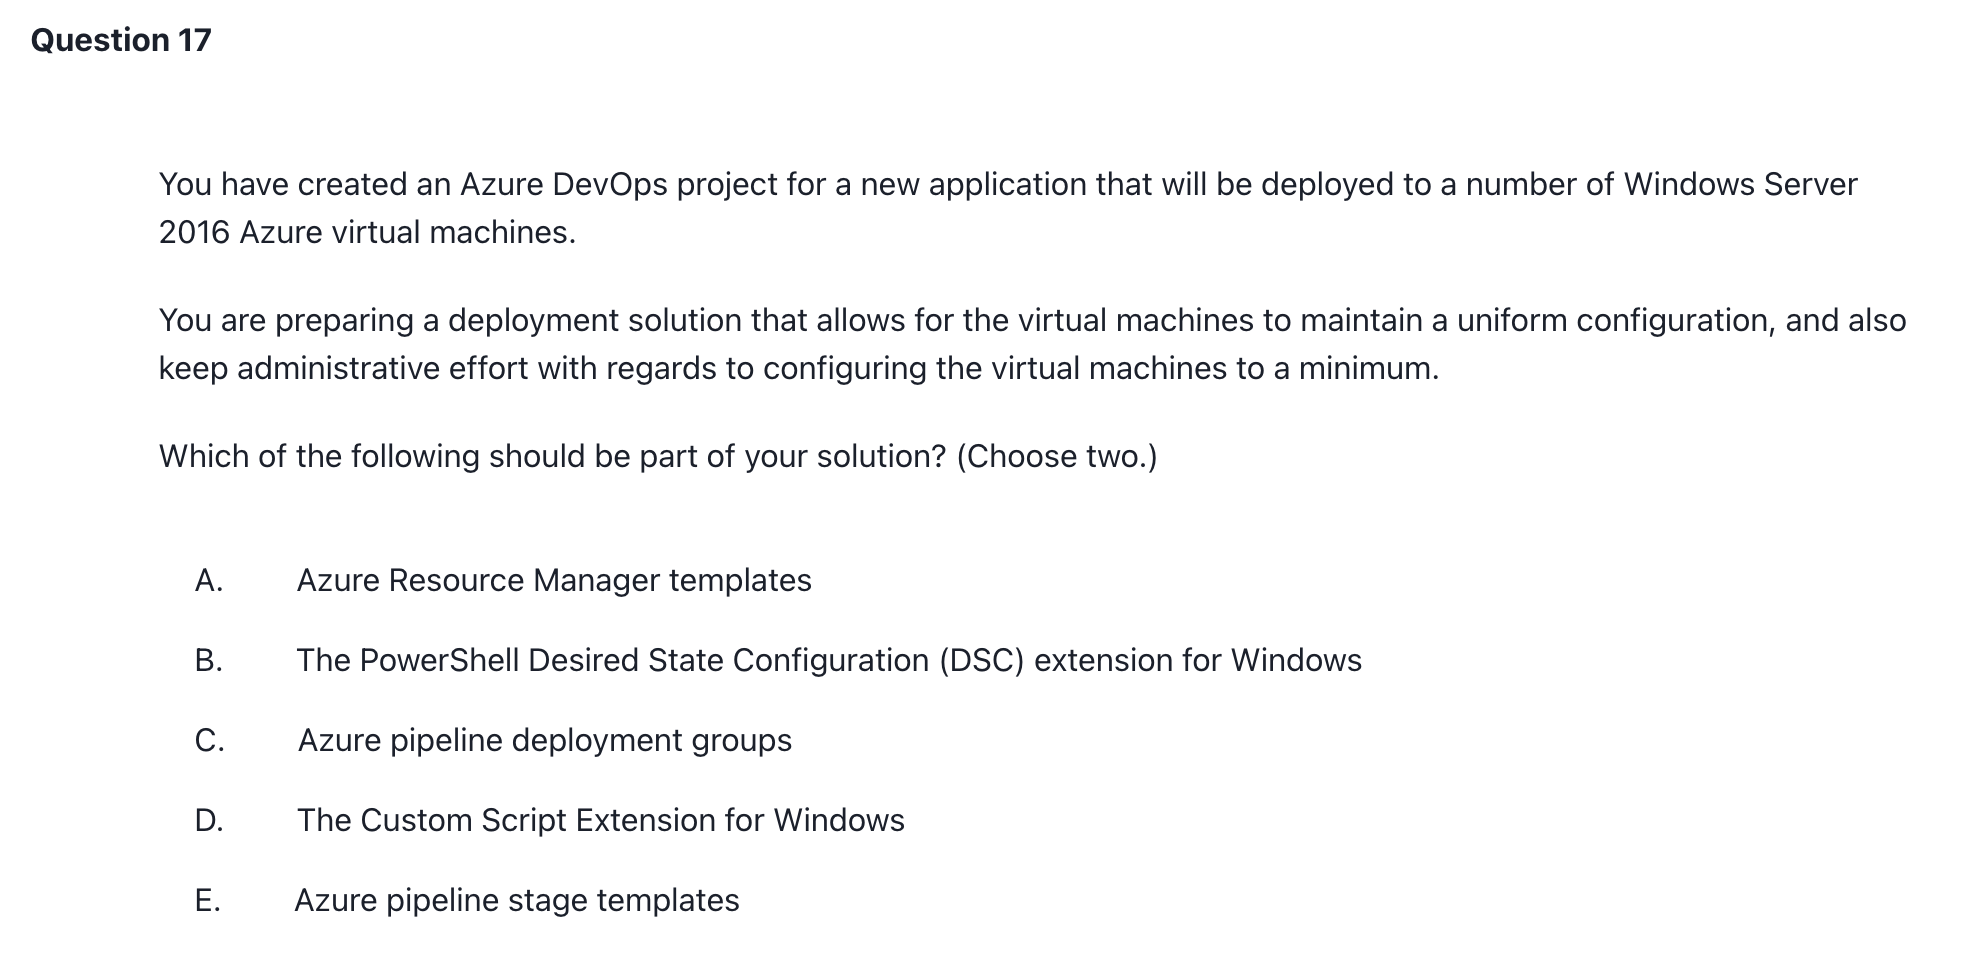 Question 17
You have created an Azure DevOps project for a new application that will be deployed to a number of Windows Server
2016 Azure virtual machines.
You are preparing a deployment solution that allows for the virtual machines to maintain a uniform configuration, and also
keep administrative effort with regards to configuring the virtual machines to a minimum.
Which of the following should be part of your solution? (Choose two.)
A. Azure Resource Manager templates
B. The PowerShell Desired State Configuration (DSC) extension for Windows
C. Azure pipeline deployment groups
D. The Custom Script Extension for Windows
E. Azure pipeline stage templates